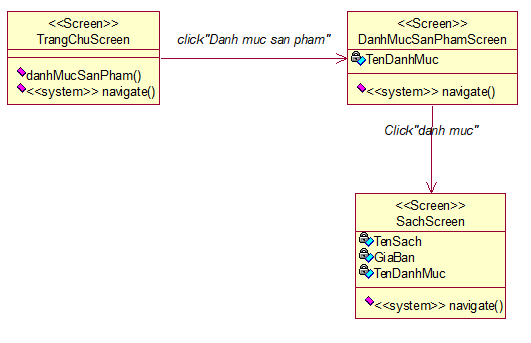 <<Screen>>
TrangChuScreen
danhMucSanPham()
<<system>> navigate()
click"Danh muc san pham"
<<Screen>>
DanhMucSanPhamScreen
TenDanhMuc
<<system>> navigate()
Click"danh muc"
<<Screen>>
SachScreen
TenSach
GiaBan
TenDanhMuc
<<system>> navigate()